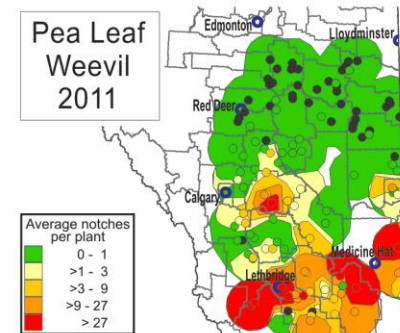 Pea Leaf
Weevil
2011
Edmonton
Lloydminster
Red Deer
Calgary
Medicine Hat
Lethbridge
Average notches
per plant
0 - 1
>1 - 3
>3 - 9
>9 - 27
> 27